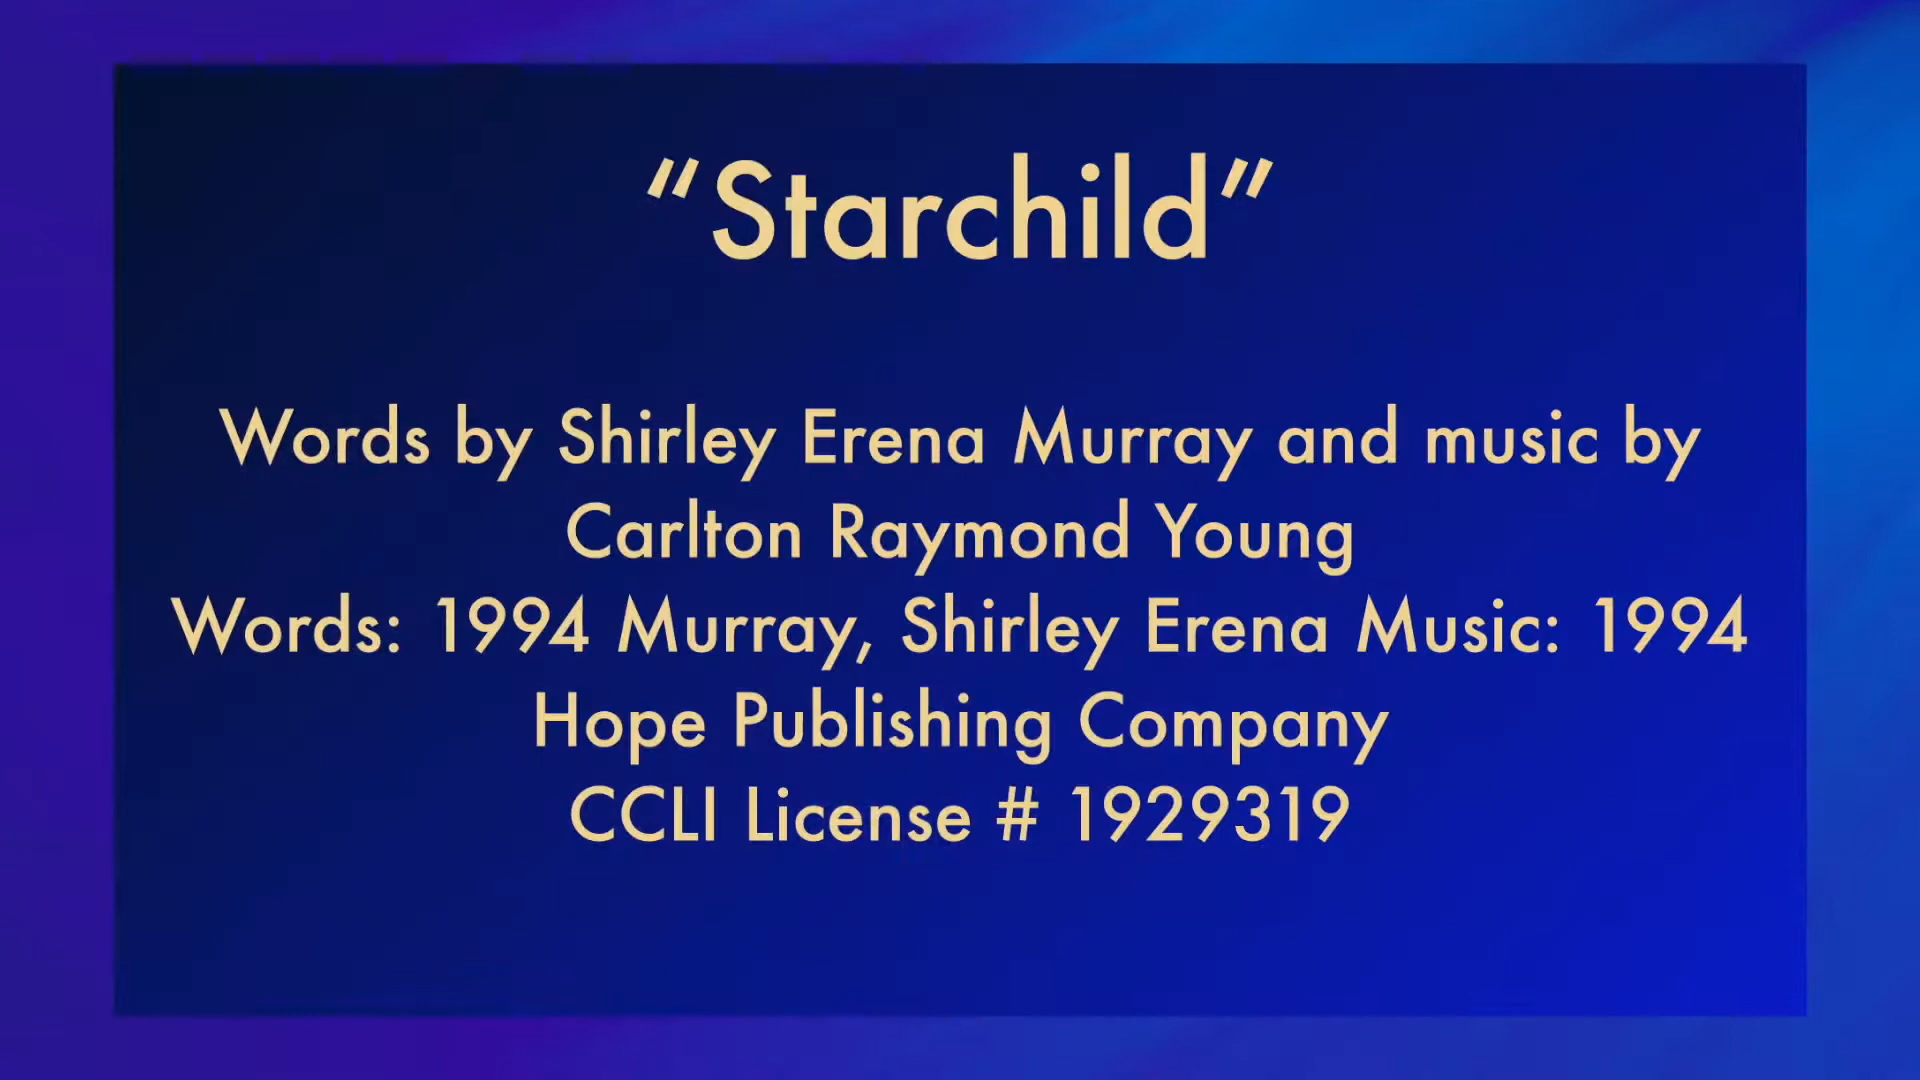 “Starchild”
Words by Shirley Erena Murray and music by
Carlton Raymond Young
Words: 1994 Murray, Shirley Erena Music: 1994
Hope Publishing Company
CCLI License # 1929319